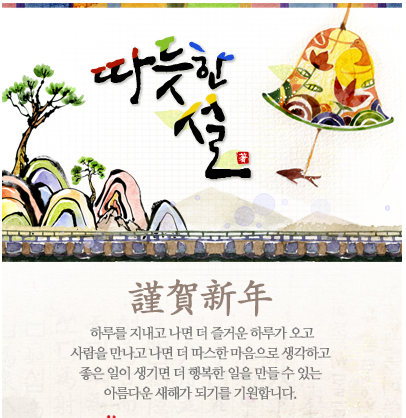 따뜻한
설
謹賀新年
하루를 지내고 나면 더 즐거운 하루가 오고
사람을 만나고 나면 더 따스한 마음으로 생각하고
좋은 일이 생기면 더 행복한 일을 만들 수 있는
아름다운 새해가 되기를 기원합니다.